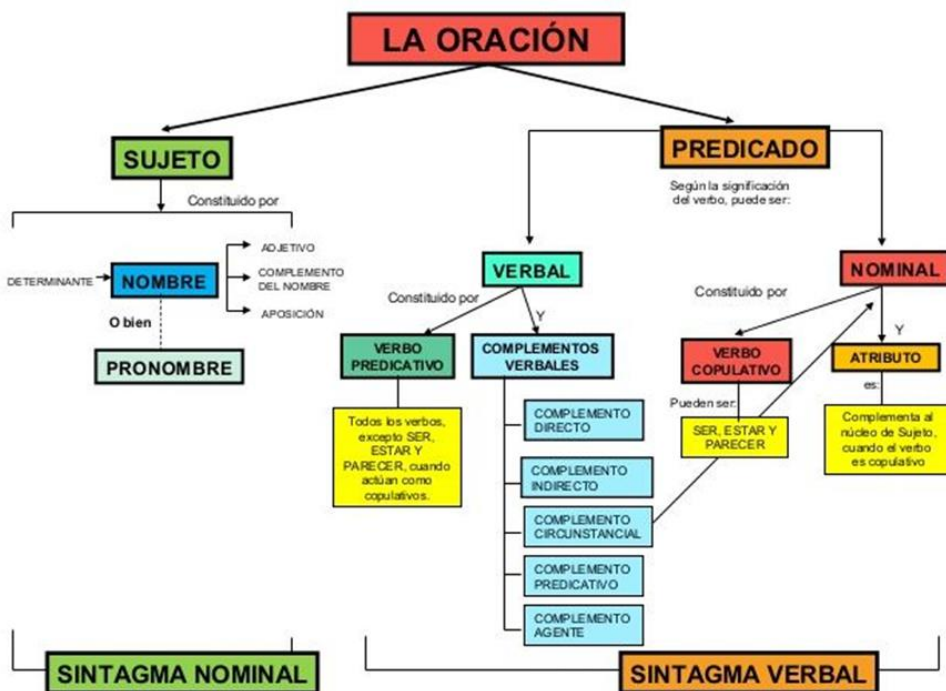 LA ORACIÓN
SUJETO
PREDICADO
Constituido por
Según la significación
del verbo, puede ser:
DETERMINANTE
NOMBRE
ADJETIVO
COMPLEMENTO
DEL NOMBRE
APOSICIÓN
O bien
PRONOMBRE
VERBAL
NOMINAL
Constituido por
Y
Constituido por
Y
VERBO
PREDICATIVO
COMPLEMENTOS
VERBALES
VERBO
COPULATIVO
ATRIBUTO
Pueden ser:
es:
Todos los verbos,
excepto SER,
ESTAR Y
PARECER, cuando
actúan como
copulativos.
COMPLEMENTO
DIRECTO
COMPLEMENTO
INDIRECTO
COMPLEMENTO
CIRCUNSTANCIAL
COMPLEMENTO
PREDICATIVO
COMPLEMENTO
AGENTE
SER, ESTAR Y
PARECER
Complementa al
núcleo de Sujeto,
cuando el verbo
es copulativo
SINTAGMA NOMINAL
SINTAGMA VERBAL